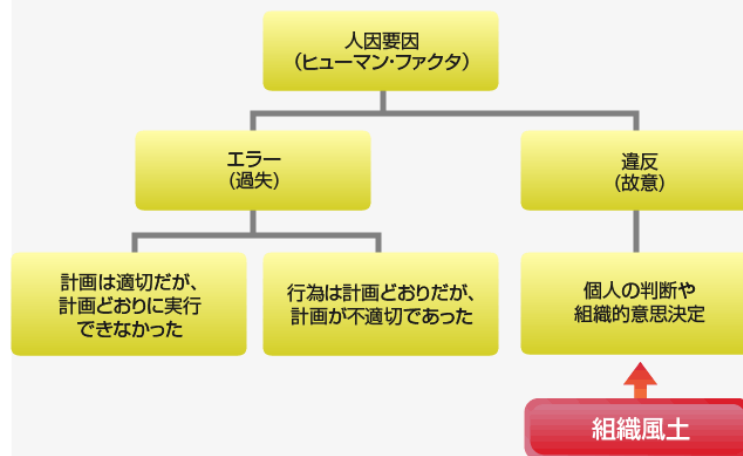 人因要因
(ヒューマン・ファクタ)
エラー
(過失)
違反
(故意)
計画は適切だが、
計画どおりに実行
できなかった
行為は計画どおりだが、
計画が不適切であった
個人の判断や
組織的意思決定
組織風土